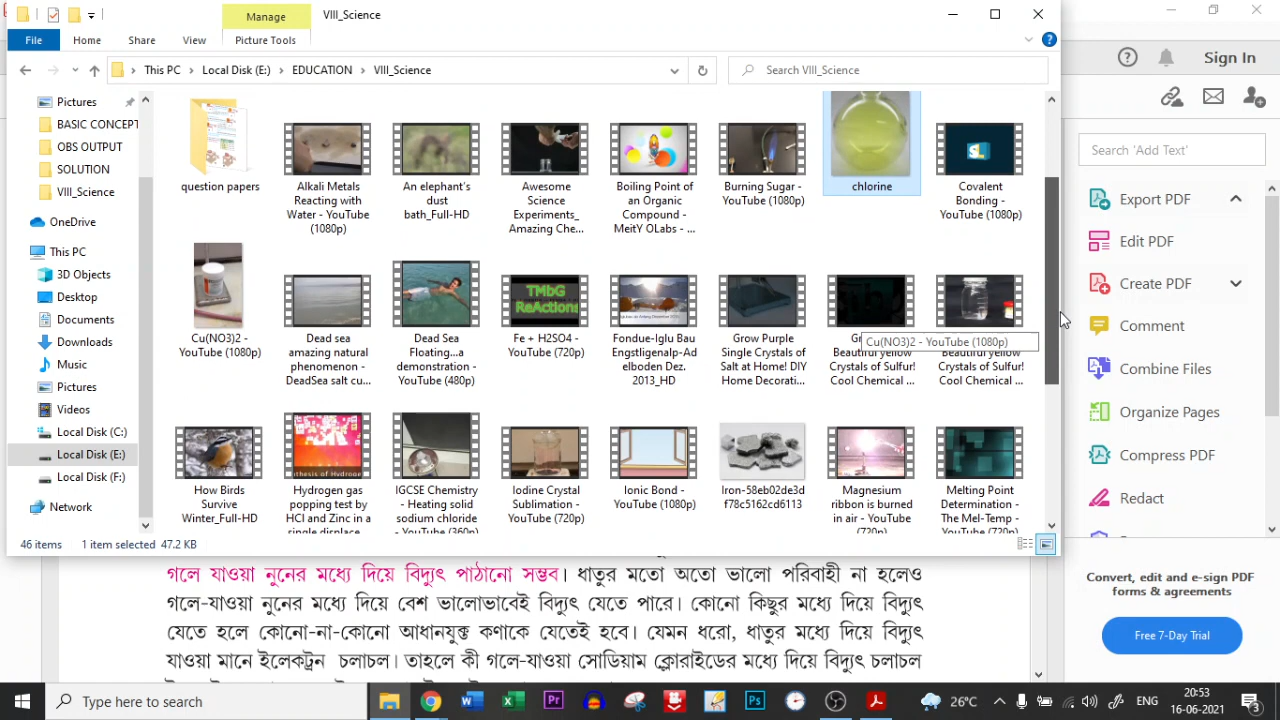 Manage
VIII_Science
File
Home
Share
View
Picture Tools
This PC
Local Disk (E:)
EDUCATION
VIII_Science
Search VIII_Science
Sign In
Pictures
BASIC CONCEPT
OBS OUTPUT
SOLUTION
VIII_Science
OneDrive
This PC
3D Objects
Desktop
Documents
Downloads
Music
Pictures
Videos
Local Disk (C:)
Local Disk (E:)
Local Disk (F:)
Network
question papers
Alkali Metals
Reacting with
Water - YouTube
(1080p)
An elephant's
dust
bath_Full-HD
Awesome
Science
Experiments_
Amazing Che...
Boiling Point of
an Organic
Compound -
MeitY OLabs - ...
Burning Sugar -
YouTube (1080p)
chlorine
Covalent
Bonding -
YouTube (1080p)
Cu(NO3)2 -
YouTube (1080p)
Dead sea
amazing natural
phenomenon -
DeadSea salt cu...
Dead Sea
Floating...a
demonstration -
YouTube (480p)
TMbG
ReActions
Fe + H2SO4 -
YouTube (720p)
Fondue-Iglu Bau
Engstligenalp-Ad
elboden Dez.
2013_HD
Grow Purple
Single Crystals of
Salt at Home! DIY
Home Decorati...
Beautiful yellow
Crystals of Sulfur!
Cool Chemical ...
Cu(NO3)2 - YouTube (1080p)
Beautiful yellow
Crystals of Sulfur!
Cool Chemical ...
How Birds
Survive
Winter_Full-HD
Hydrogen gas
popping test by
HCl and Zinc in a
single displace
IGCSE Chemistry
- Heating solid
sodium chloride
- YouTube (360p)
Iodine Crystal
Sublimation -
YouTube (720p)
Ionic Bond -
YouTube (1080p)
Iron-58eb02de3d
f78c5162cd6113
Magnesium
ribbon is burned
in air - YouTube
(720p)
Melting Point
Determination -
The Mel-Temp -
YouTube (720p)
46 items
1 item selected 47.2 KB
Search 'Add Text'
Export PDF
Edit PDF
Create PDF
Comment
Combine Files
Organize Pages
Compress PDF
Redact
Convert, edit and e-sign PDF
forms & agreements
Free 7-Day Trial
গলে যাওয়া নুনের মধ্যে দিয়ে বিদ্যুৎ পাঠানো সম্ভব। ধাতুর মতো অতো ভালো পরিবাহী না হলেও
গলে-যাওয়া নুনের মধ্যে দিয়ে বেশ ভালোভাবেই বিদ্যুৎ যেতে পারে। কোনো কিছুর মধ্যে দিয়ে বিদ্যুৎ
যেতে হলে কোনো-না-কোনো আধানযুক্ত কণাকে যেতেই হবে। যেমন ধরো, ধাতুর মধ্যে দিয়ে বিদ্যুৎ
যাওয়া মানে ইলেকট্রন চলাচল। তাহলে কী গলে-যাওয়া সোডিয়াম ক্লোরাইডের মধ্যে দিয়ে বিদ্যুৎ চলাচল
Type here to search
26°C
ENG
20:53
16-06-2021